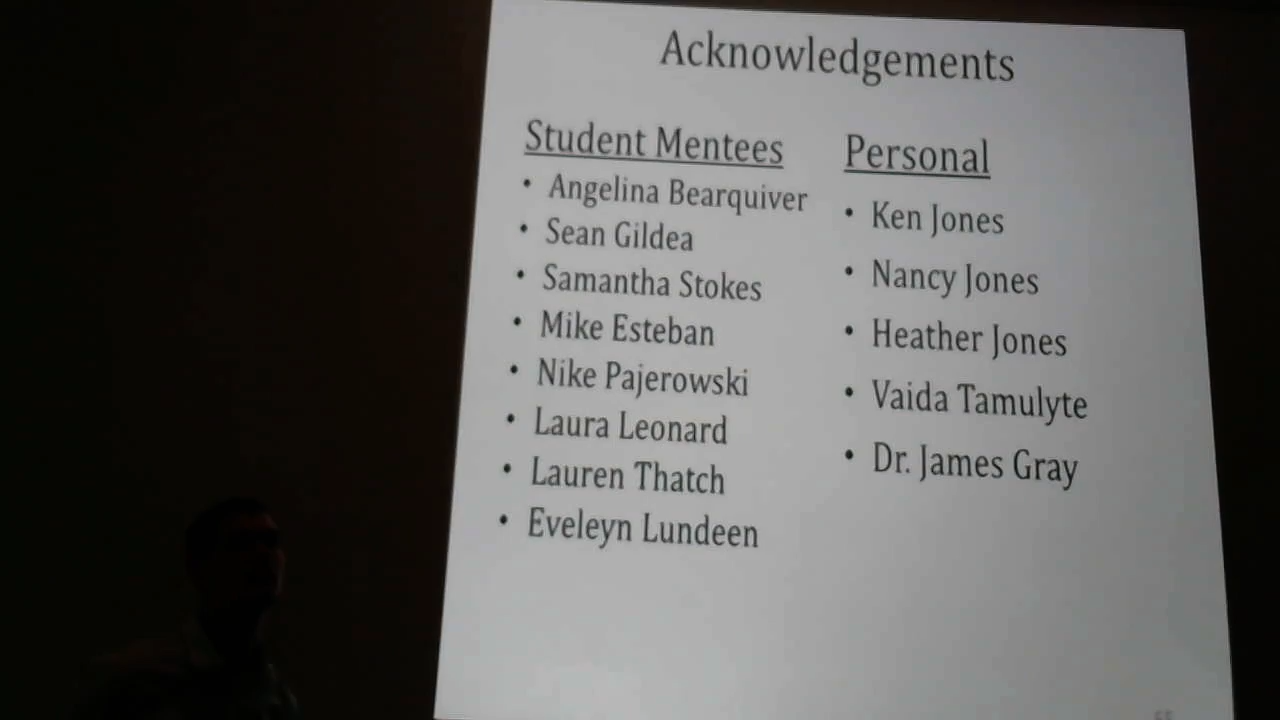 Acknowledgements
Student Mentees
• Angelina Bearquiver
• Sean Gildea
• Samantha Stokes
• Mike Esteban
• Nike Pajerowski
• Laura Leonard
• Lauren Thatch
• Eveleyn Lundeen
Personal
• Ken Jones
• Nancy Jones
• Heather Jones
• Vaida Tamulyte
• Dr. James Gray